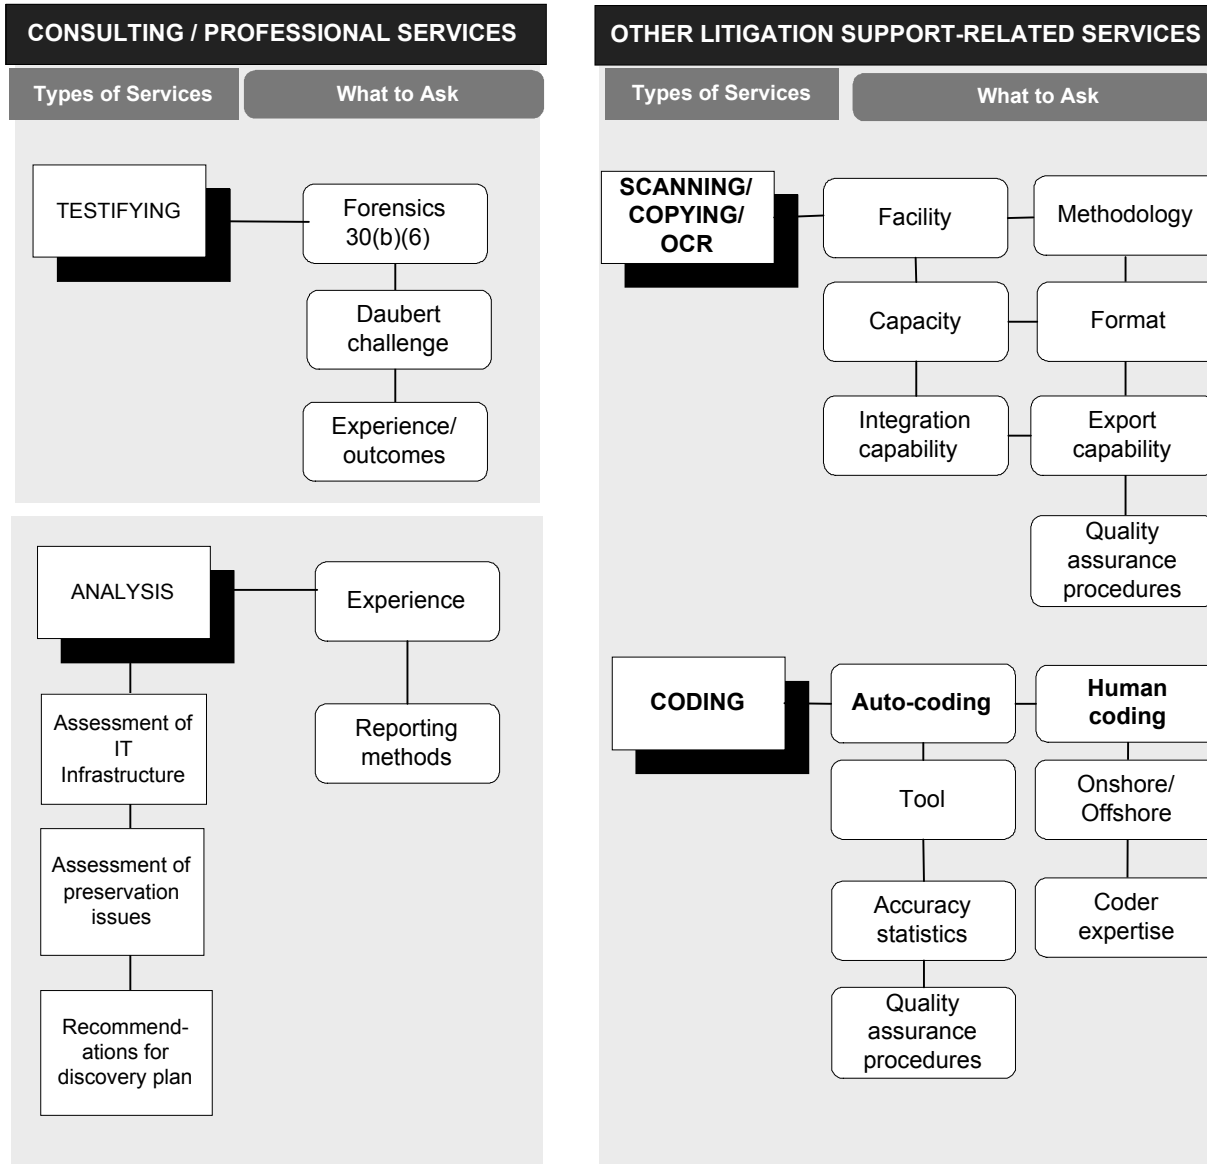 CONSULTING / PROFESSIONAL SERVICES
Types of Services
What to Ask
TESTIFYING
Forensics
30(b)(6)
Daubert
challenge
Experience/
outcomes
ANALYSIS
Experience
Reporting
methods
Assessment of
IT
Infrastructure
Assessment of
preservation
issues
Recommend-
ations for
discovery plan
OTHER LITIGATION SUPPORT-RELATED SERVICES
Types of Services
What to Ask
SCANNING/
COPYING/
OCR
Facility
Methodology
Capacity
Format
Integration
capability
Export
capability
Quality
assurance
procedures
CODING
Auto-coding
Human
coding
Tool
Onshore/
Offshore
Accuracy
statistics
Coder
expertise
Quality
assurance
procedures